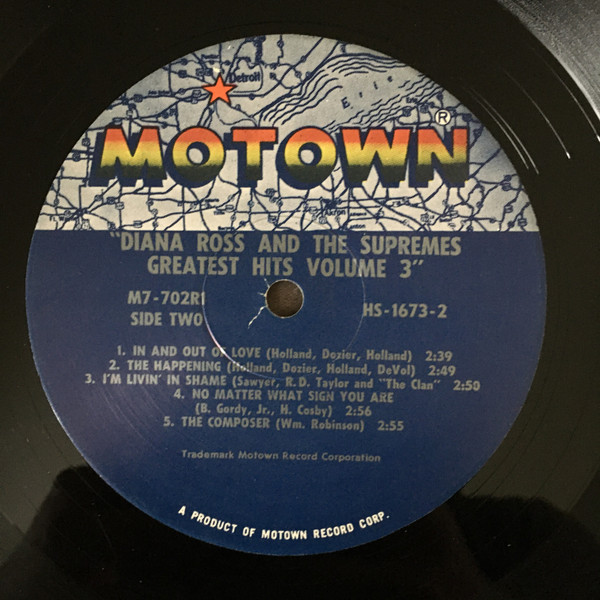 Detroit
Erie
Erie
MOTOWN®
Akron
"DIANA ROSS AND THE SUPREMES
GREATEST HITS VOLUME 3"
M7-702R1
HS-1673-2
SIDE TWO
1. IN AND OUT OF LOVE (Holland, Dozier, Holland) 2:39
2. THE HAPPENING (Holland, Dozier, Holland, DeVol) 2:49
3. I'M LIVIN' IN SHAME (Sawyer, R.D. Taylor and "The Clan" 2:50
4. NO MATTER WHAT SIGN YOU ARE
(B. Gordy, Jr., H. Cosby) 2:56
5. THE COMPOSER (Wm. Robinson) 2:55
Trademark Motown Record Corporation
A PRODUCT OF MOTOWN RECORD CORP.